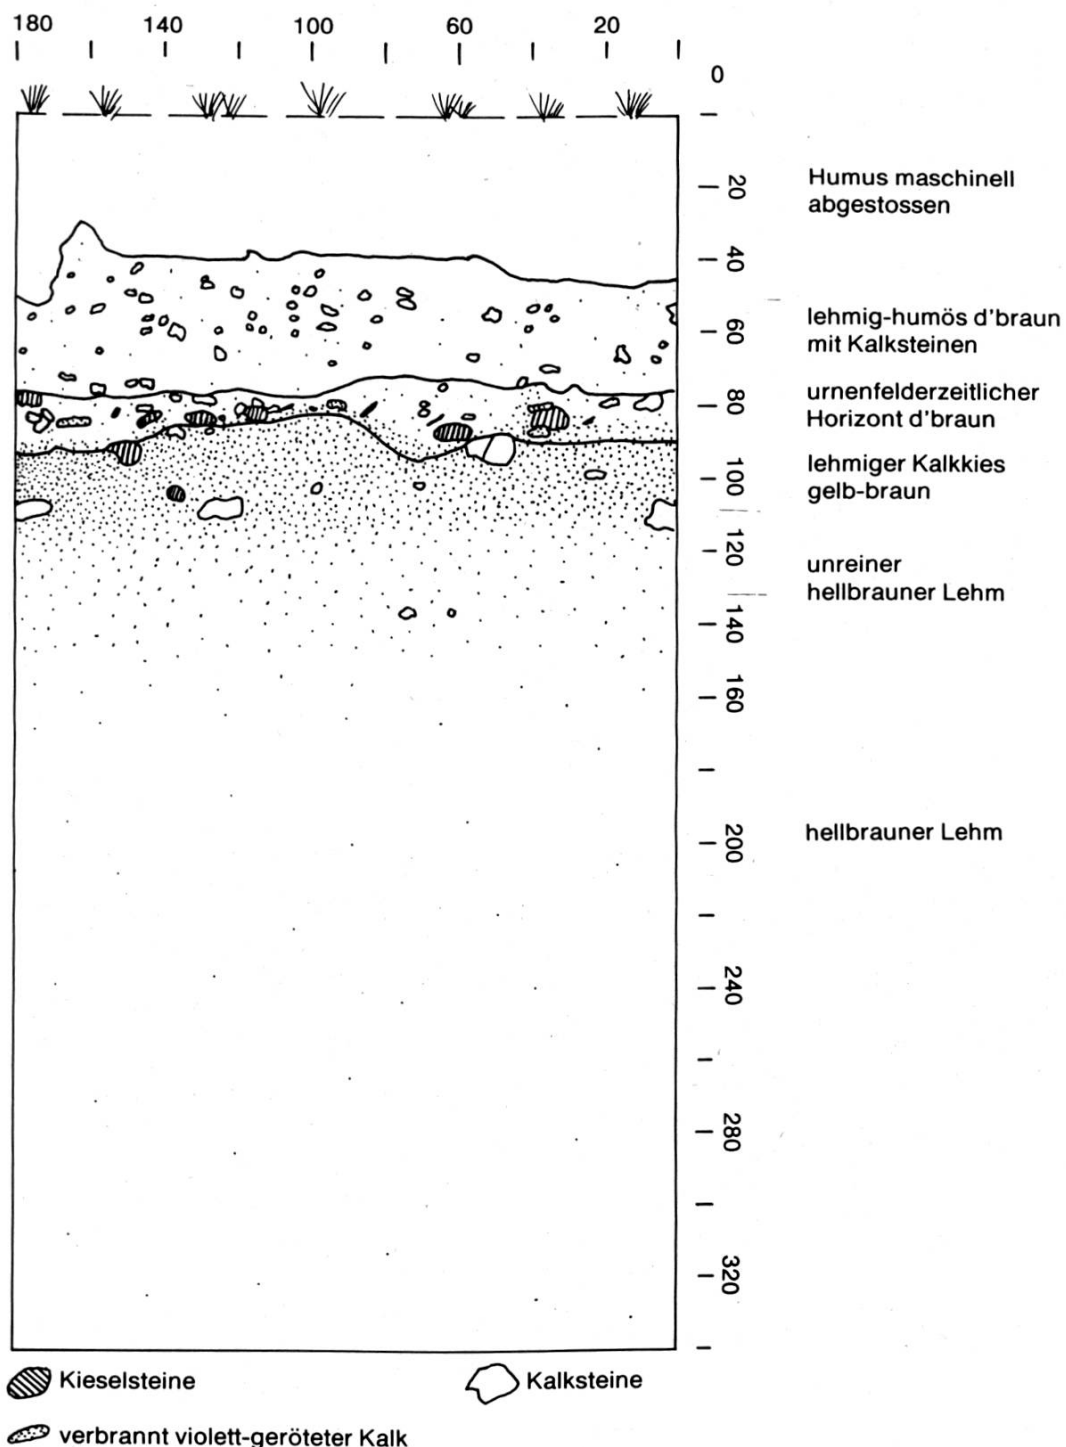 180 140 100 60 20
0
20
Humus maschinell
abgestossen
40
60
lehmig-humös d'braun
mit Kalksteinen
80
urnenfelderzeitlicher
Horizont d'braun
100
lehmiger Kalkkies
gelb-braun
120
unreiner
hellbrauner Lehm
140
160
200
hellbrauner Lehm
240
280
320
Kieselsteine
Kalksteine
verbrannt violett-geröteter Kalk